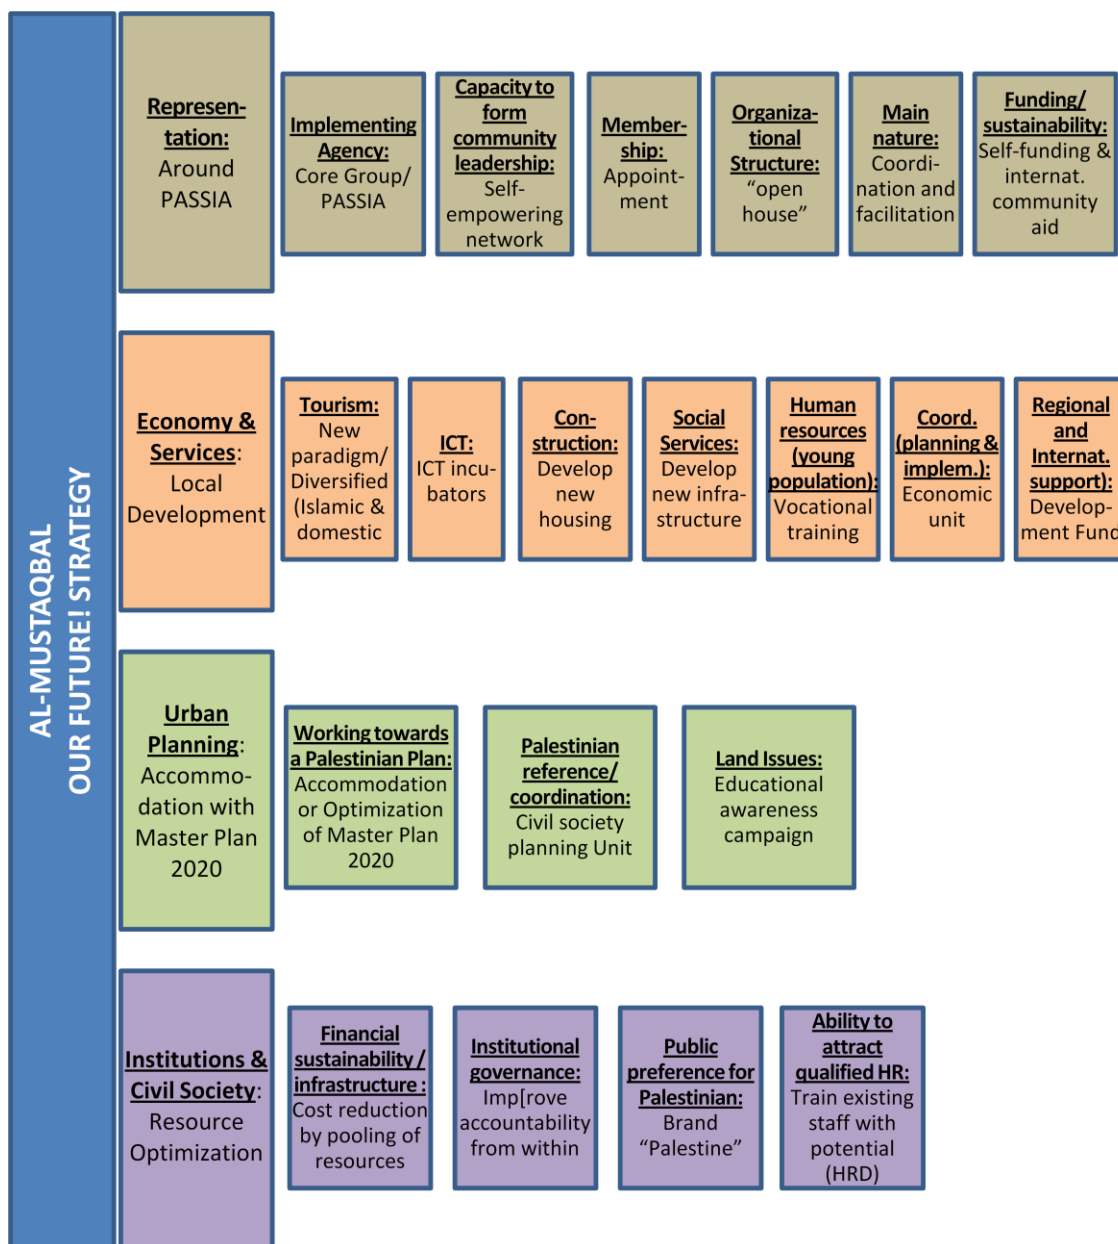 AL-MUSTAQBAL
OUR FUTURE! STRATEGY
Represen-
tation:
Around
PASSIA
Implementing
Agency:
Core Group/
PASSIA
Capacity to
form
community
leadership:
Self-
empowering
network
Member-
ship:
Appoint-
ment
Organiza-
tional
Structure:
“open
house”
Main
nature:
Coordi-
nation and
facilitation
Funding/
sustainability:
Self-funding &
internat.
community
aid
Economy &
Services:
Local
Development
Tourism:
New
paradigm/
Diversified
(Islamic &
domestic
ICT:
ICT incu-
bators
Con-
struction:
Develop
new
housing
Social
Services:
Develop
new infra-
structure
Human
resources
(young
population):
Vocational
training
Coord.
(planning &
implem.):
Economic
unit
Regional
and
Internat.
support):
Develop-
ment Fund
Urban
Planning:
Accommo-
dation with
Master Plan
2020
Working towards
a Palestinian Plan:
Accommodation
or Optimization
of Master Plan
2020
Palestinian
reference/
coordination:
Civil society
planning Unit
Land Issues:
Educational
awareness
campaign
Institutions &
Civil Society:
Resource
Optimization
Financial
sustainability /
infrastructure :
Cost reduction
by pooling of
resources
Institutional
governance:
Imp[rove
accountability
from within
Public
preference for
Palestinian:
Brand
“Palestine”
Ability to
attract
qualified HR:
Train existing
staff with
potential
(HRD)